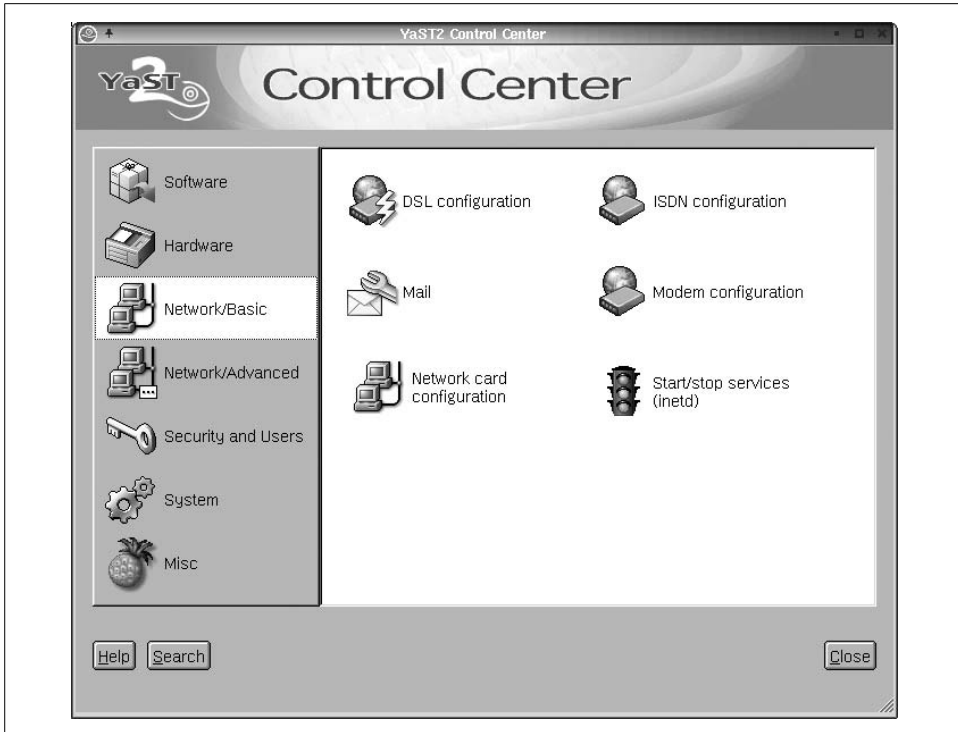 YaST2 Control Center
YaST
2
Control Center
Software
Hardware
Network/Basic
Network/Advanced
Security and Users
System
Misc
DSL configuration
ISDN configuration
Mail
Modem configuration
Network card
configuration
Start/stop services
(inetd)
Help
Search
Close